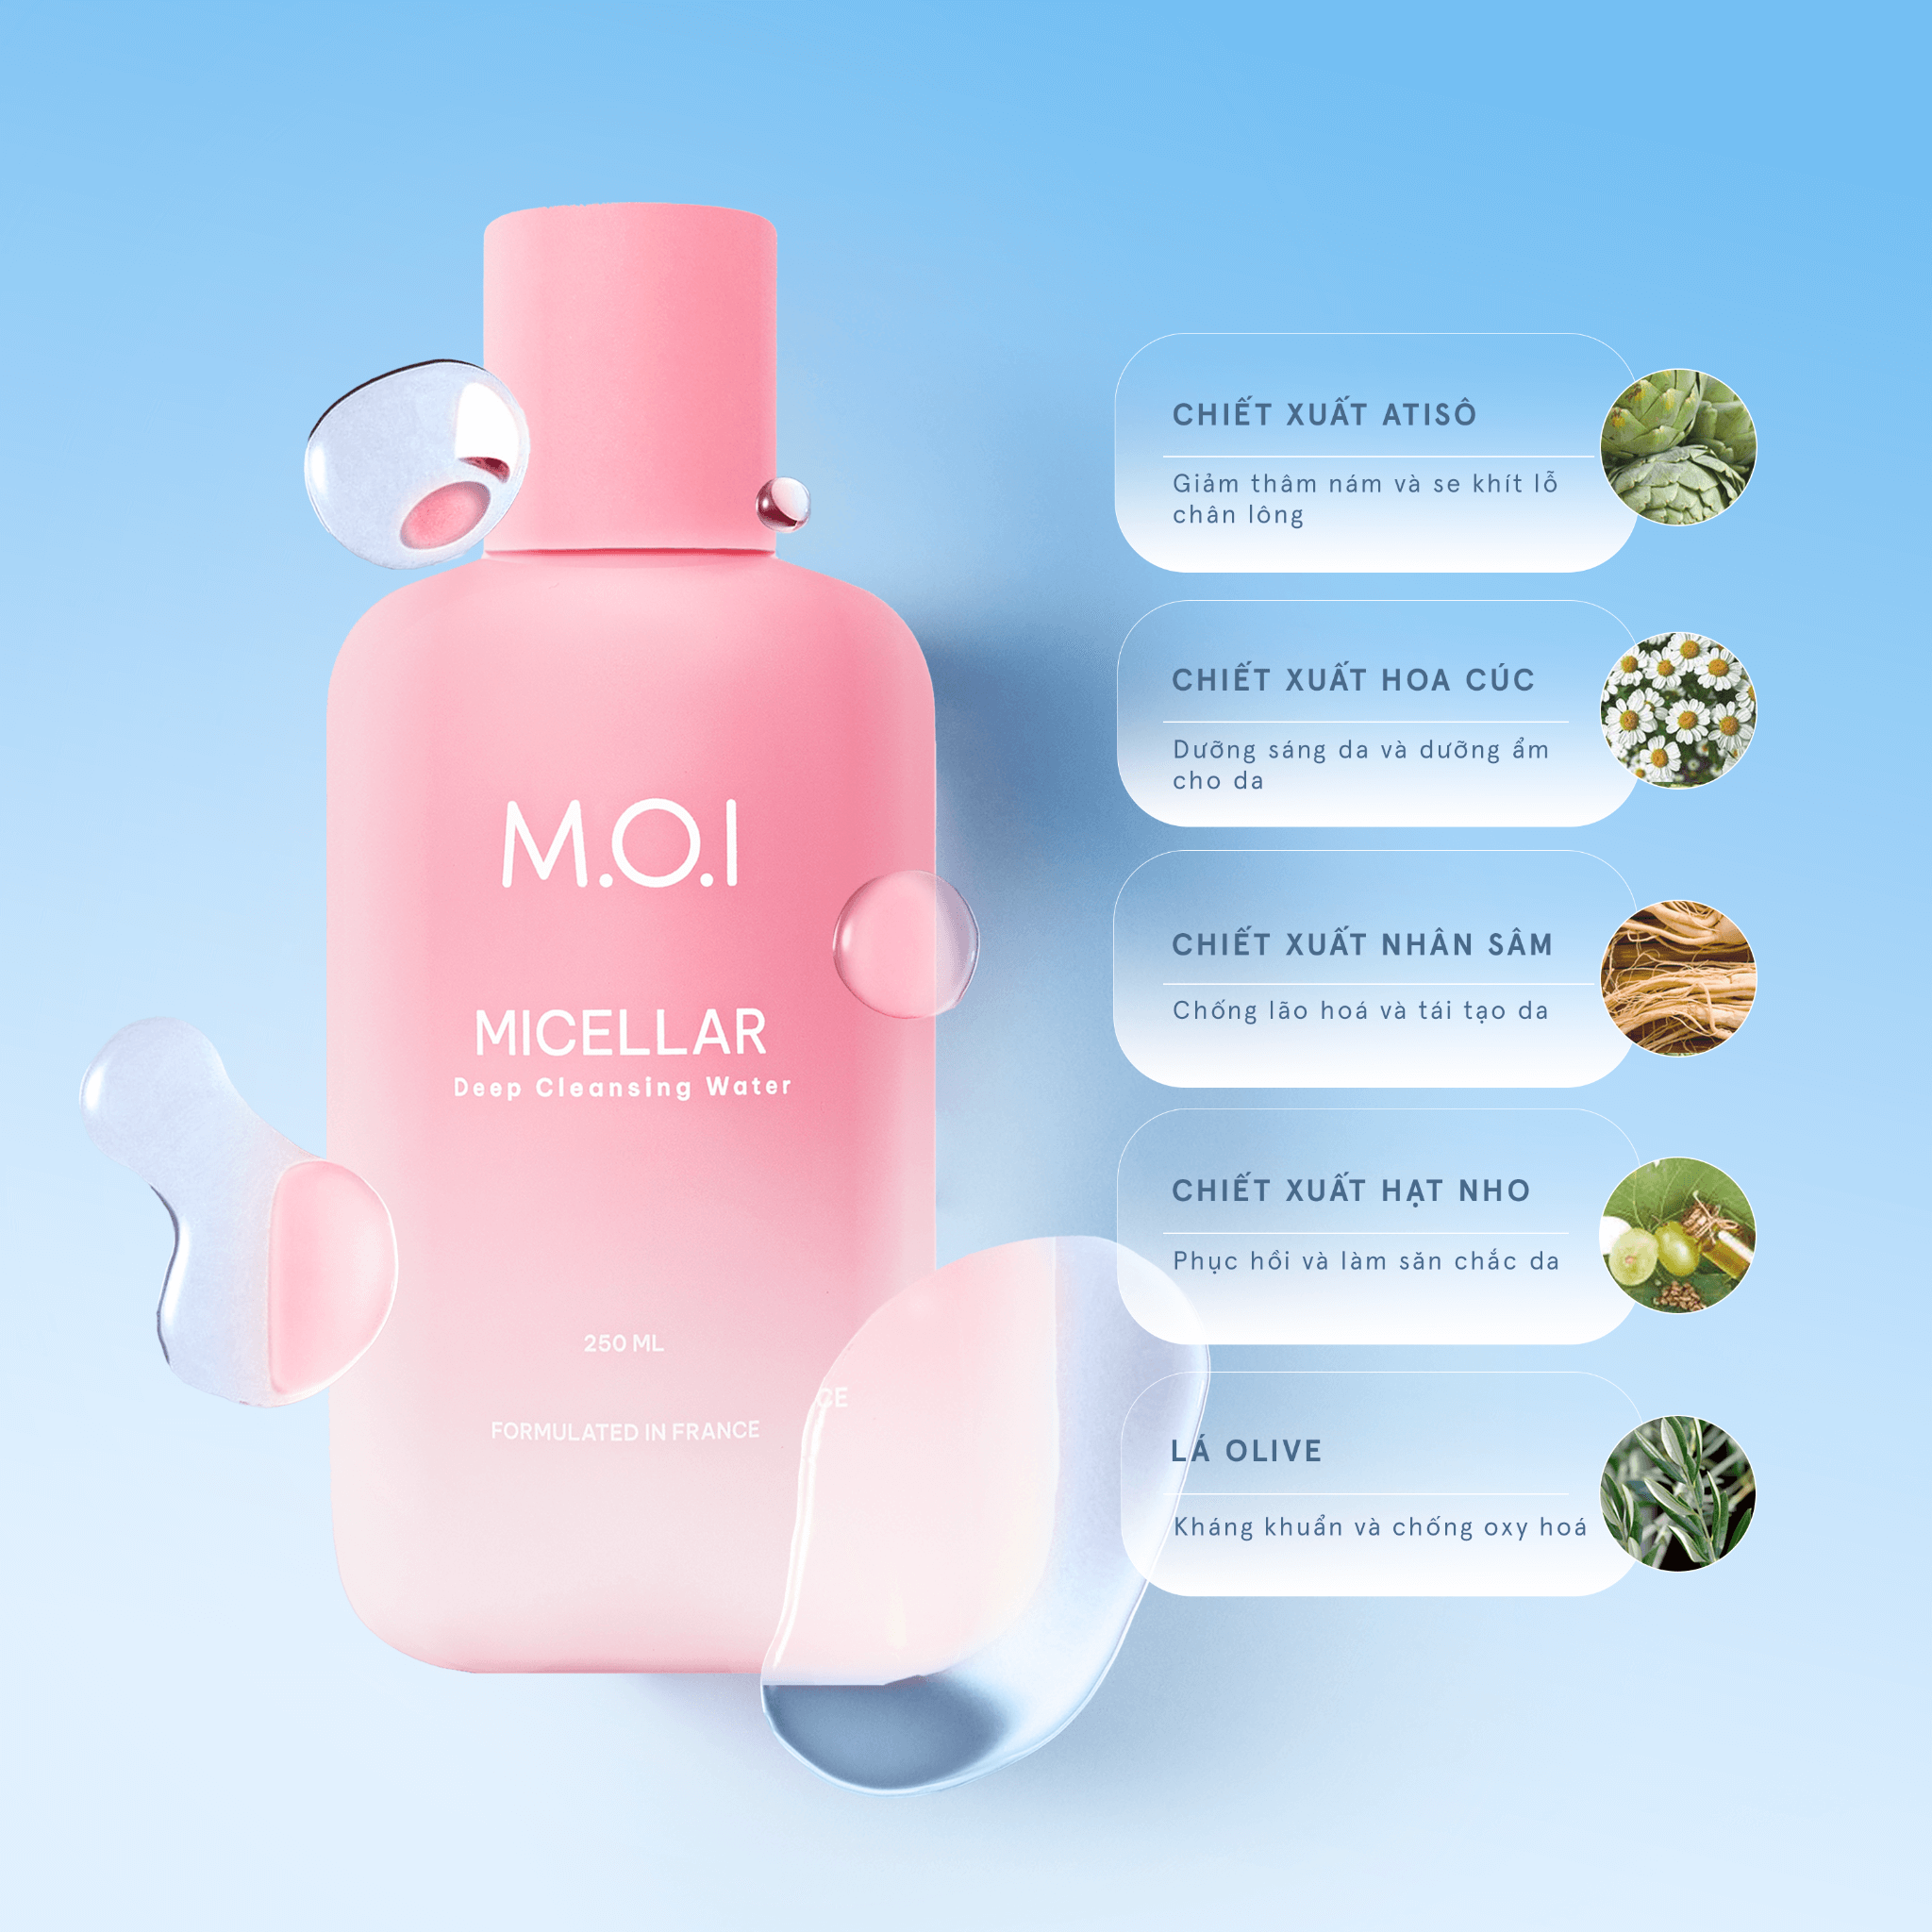 M.O.I
MICELLAR
Deep Cleansing Water
250 ML
CE
FORMULATED IN FRANCE
CHIẾT XUẤT ATISÔ
Giảm thâm nám và se khít lỗ
chân lông
CHIẾT XUẤT HOA CÚC
Dưỡng sáng da và dưỡng ẩm
cho da
CHIẾT XUẤT NHÂN SÂM
Chống lão hoá và tái tạo da
CHIẾT XUẤT HẠT NHO
Phục hồi và làm săn chắc da
LÁ OLIVE
Kháng khuẩn và chống oxy hoá